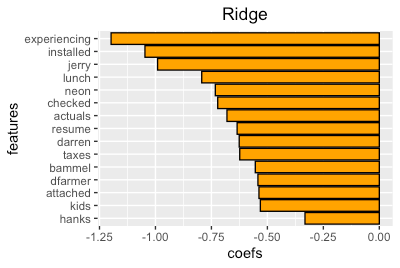 Ridge
features
experiencing
installed
jerry
lunch
neon
checked
actuals
resume
darren
taxes
bammel
dfarmer
attached
kids
hanks
-1.25 -1.00 -0.75 -0.50 -0.25 0.00
coefs